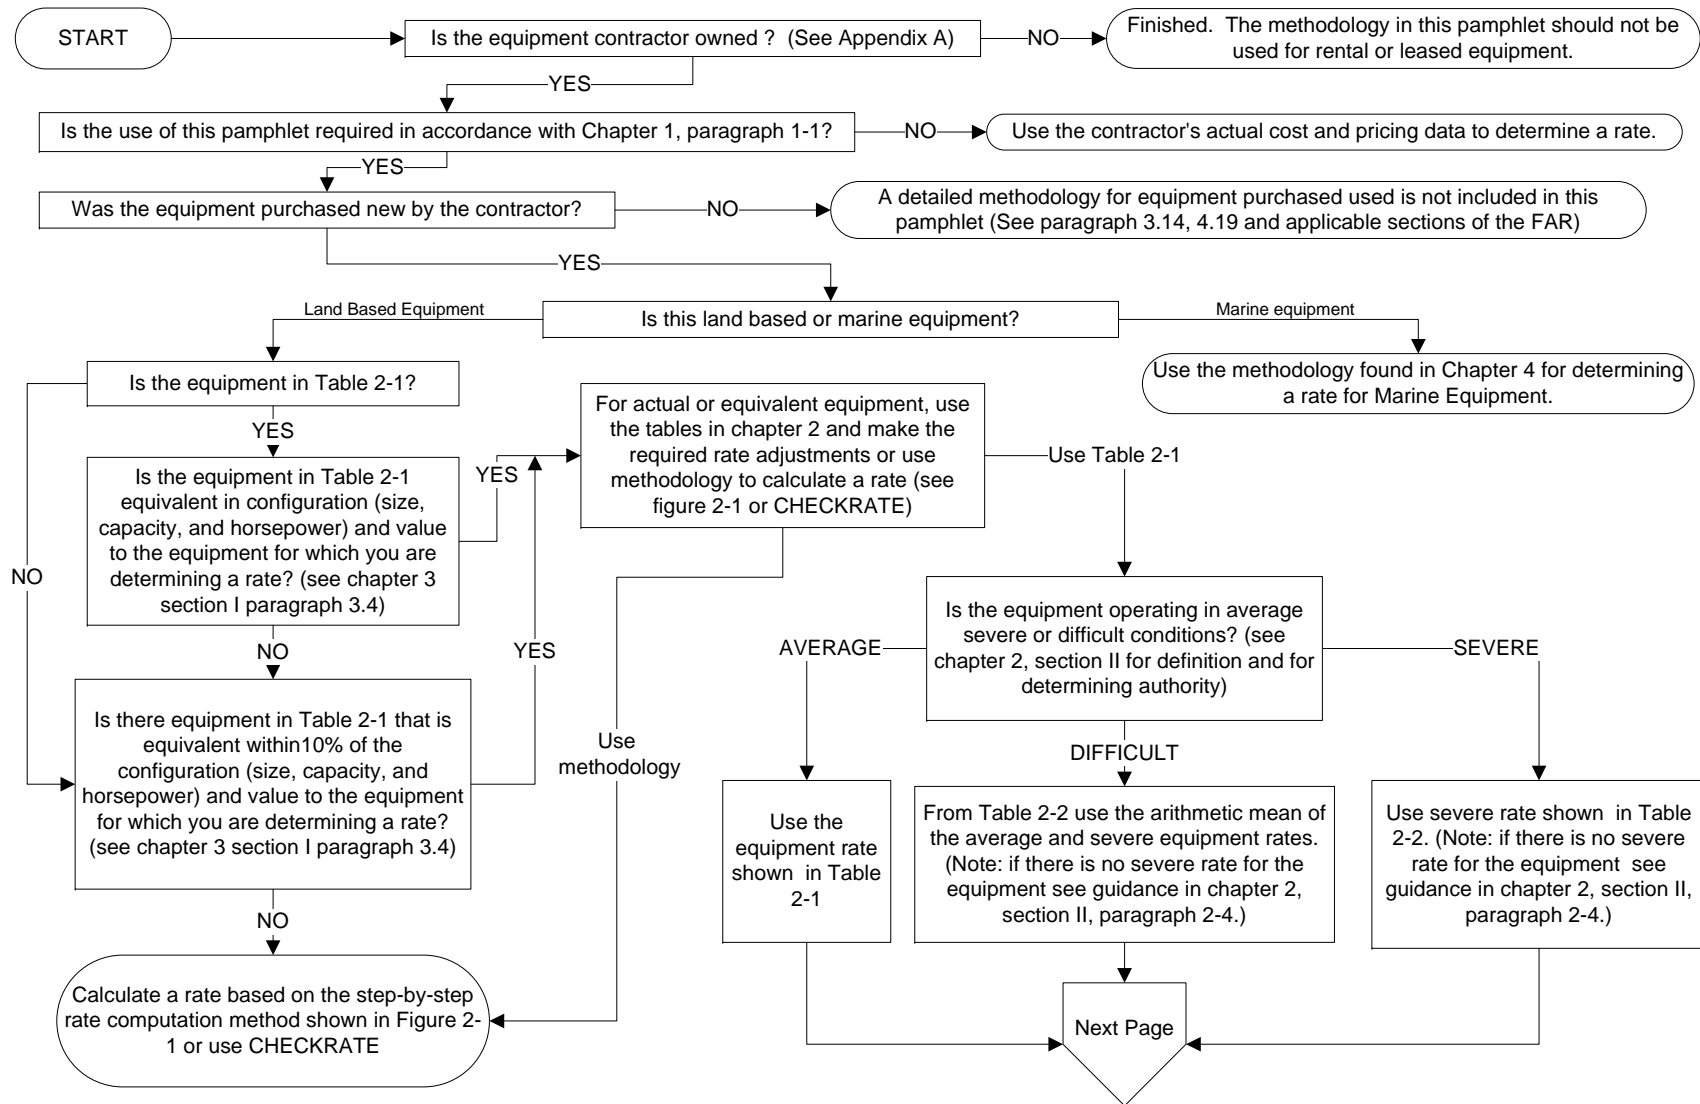 START
Is the equipment contractor owned ?  (See Appendix A)
NO
Finished.  The methodology in this pamphlet should not be
used for rental or leased equipment.
YES
Is the use of this pamphlet required in accordance with Chapter 1, paragraph 1-1?
NO
Use the contractor's actual cost and pricing data to determine a rate.
YES
Was the equipment purchased new by the contractor?
NO
A detailed methodology for equipment purchased used is not included in this
pamphlet (See paragraph 3.14, 4.19 and applicable sections of the FAR)
YES
Land Based Equipment
Is this land based or marine equipment?
Marine equipment
Use the methodology found in Chapter 4 for determining
a rate for Marine Equipment.
Is the equipment in Table 2-1?
YES
NO
Is the equipment in Table 2-1
equivalent in configuration (size,
capacity, and horsepower) and value
to the equipment for which you are
determining a rate? (see chapter 3
section I paragraph 3.4)
YES
NO
Is there equipment in Table 2-1 that is
equivalent within10% of the
configuration (size, capacity, and
horsepower) and value to the equipment
for which you are determining a rate?
(see chapter 3 section I paragraph 3.4)
YES
NO
Calculate a rate based on the step-by-step
rate computation method shown in Figure 2-
1 or use CHECKRATE
For actual or equivalent equipment, use
the tables in chapter 2 and make the
required rate adjustments or use
methodology to calculate a rate (see
figure 2-1 or CHECKRATE)
Use
methodology
Use Table 2-1
Is the equipment operating in average
severe or difficult conditions? (see
chapter 2, section II for definition and for
determining authority)
AVERAGE
DIFFICULT
SEVERE
Use the
equipment rate
shown  in Table
2-1
From Table 2-2 use the arithmetic mean of
the average and severe equipment rates.
(Note: if there is no severe rate for the
equipment see guidance in chapter 2,
section II, paragraph 2-4.)
Use severe rate shown  in Table
2-2. (Note: if there is no severe
rate for the equipment  see
guidance in chapter 2, section II,
paragraph 2-4.)
Next Page